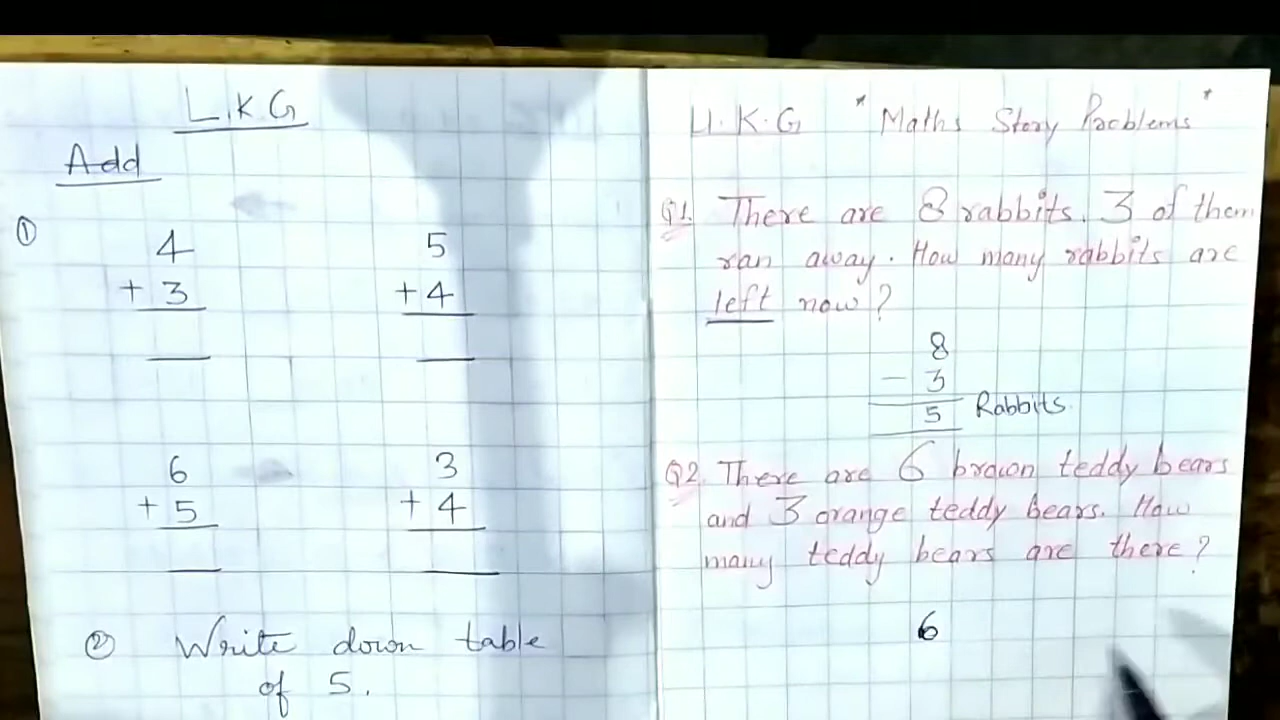 L.K.G
Add
① 4 5
+ 3 + 4
6 3
+ 5 + 4
② Write down table
of 5.
U.K.G "Maths Story Problems"
Q1. There are 8 rabbits. 3 of them
ran away. How many rabbits are
left now?
8
- 3
5 Rabbits.
Q2. There are 6 brown teddy bears
and 3 orange teddy bears. How
many teddy bears are there?
6